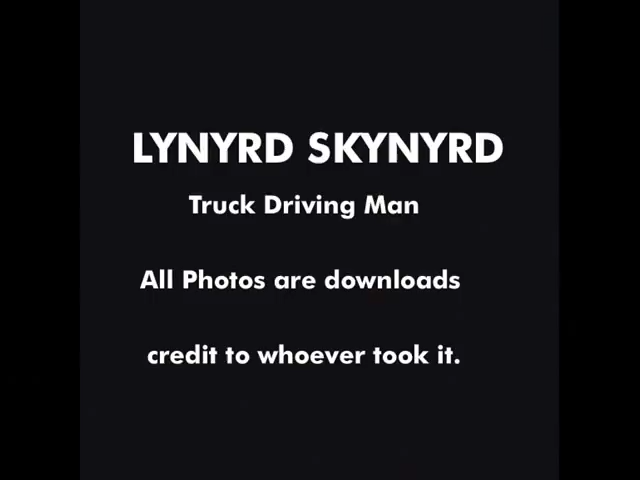 LYNYRD SKYNYRD
Truck Driving Man
All Photos are downloads
credit to whoever took it.